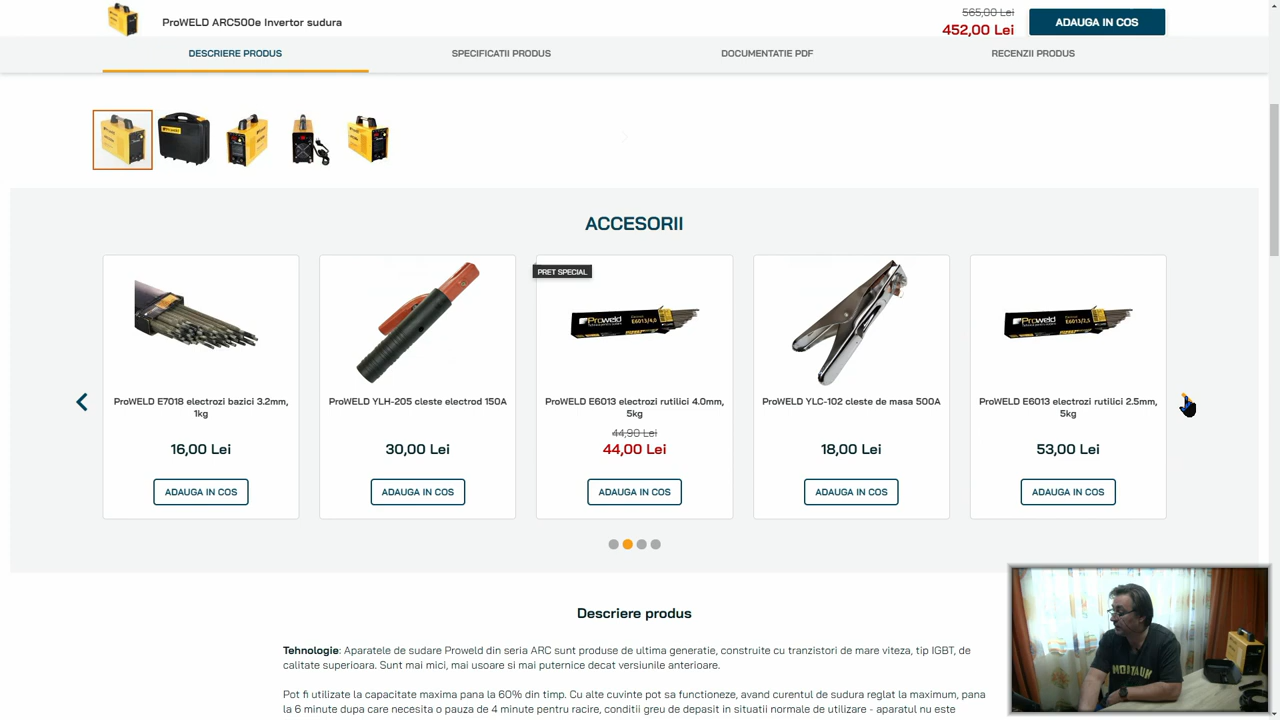 ProWELD ARC500e Invertor sudura
565,00 Lei
452,00 Lei
ADAUGA IN COS
DESCRIERE PRODUS
SPECIFICATII PRODUS
DOCUMENTATIE PDF
RECENZII PRODUS
ACCESORII
PRET SPECIAL
Proweld
E6013/4,0
Proweld
E6013/2,5
ProWELD E7018 electrozi bazici 3.2mm,
1kg
ProWELD YLH-205 cleste electrod 150A
ProWELD E6013 electrozi rutilici 4.0mm,
5kg
ProWELD YLC-102 cleste de masa 500A
ProWELD E6013 electrozi rutilici 2.5mm,
5kg
44,90 Lei
16,00 Lei
30,00 Lei
44,00 Lei
18,00 Lei
53,00 Lei
ADAUGA IN COS
ADAUGA IN COS
ADAUGA IN COS
ADAUGA IN COS
ADAUGA IN COS
Descriere produs
Tehnologie: Aparatele de sudare Proweld din seria ARC sunt produse de ultima generatie, construite cu tranzistori de mare viteza, tip IGBT, de
calitate superioara. Sunt mai mici, mai usoare si mai puternice decat versiunile anterioare.
Pot fi utilizate la capacitate maxima pana la 60% din timp. Cu alte cuvinte pot sa functioneze, avand curentul de sudura reglat la maximum, pana
la 6 minute dupa care necesita o pauza de 4 minute pentru racire, conditii greu de depasit in situatii normale de utilizare - aparatul nu este
MONTAUK